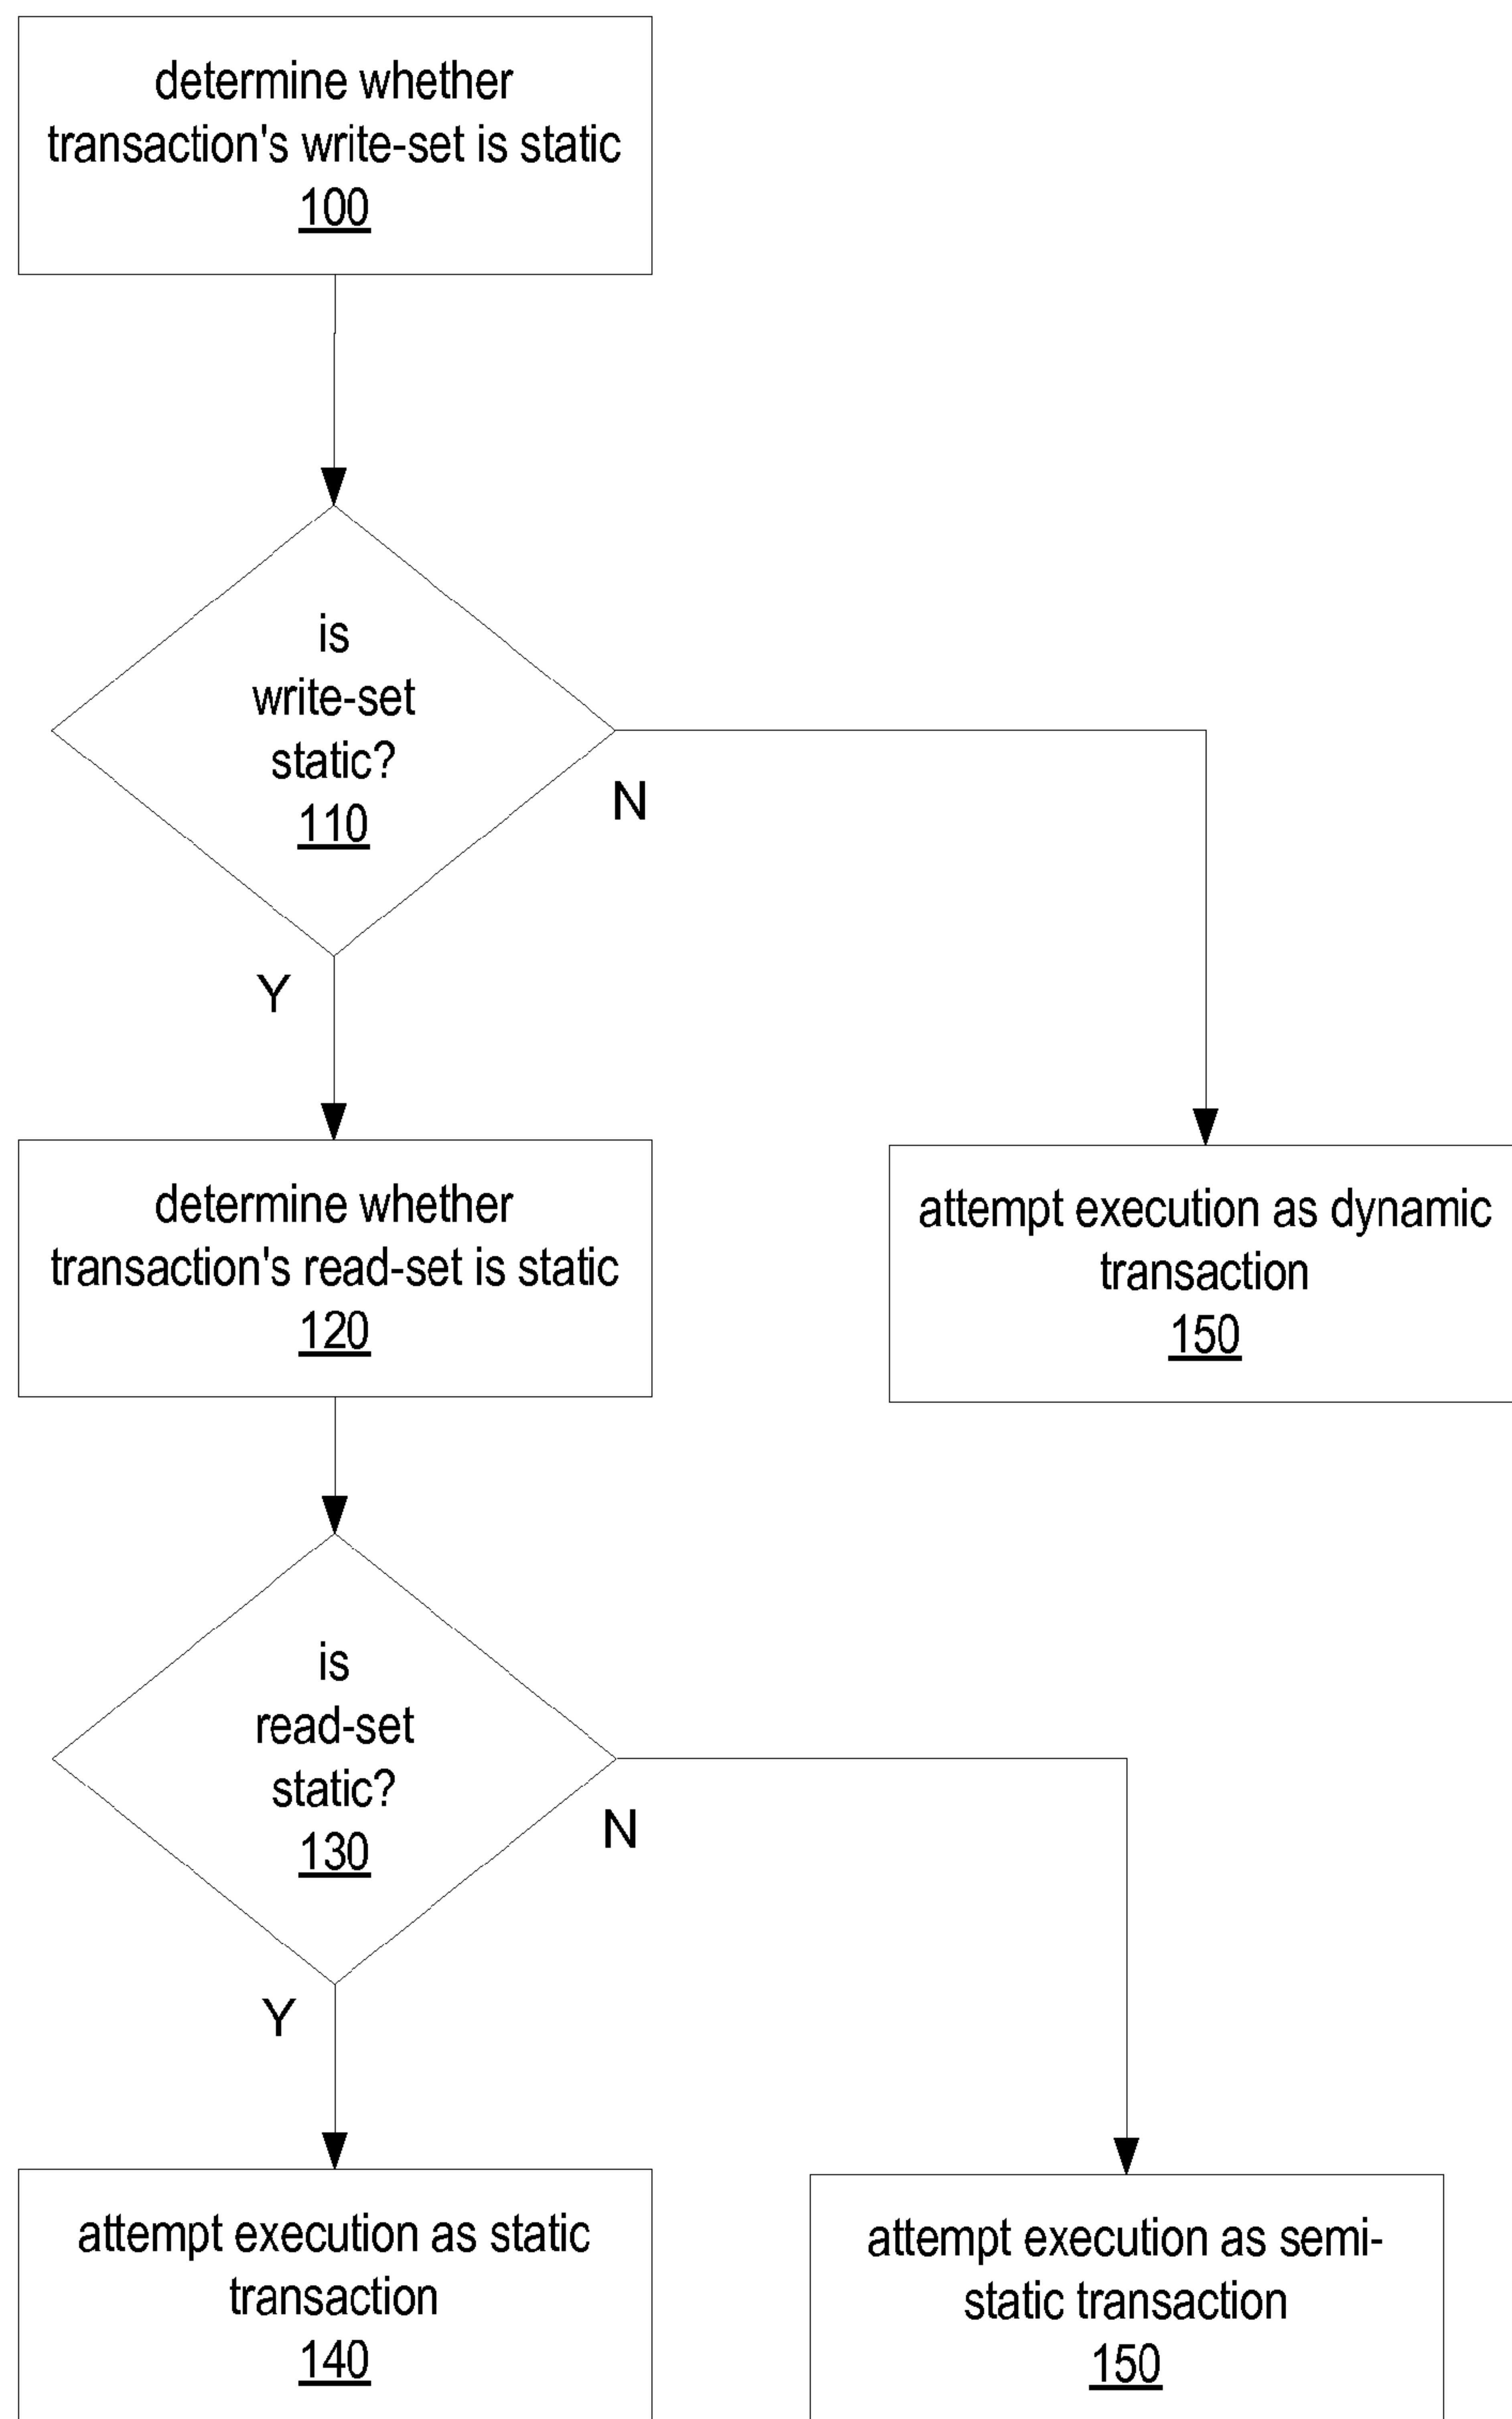 determine whether
transaction's write-set is static
100
is
write-set
static?
110
N
Y
determine whether
transaction's read-set is static
120
attempt execution as dynamic
transaction
150
is
read-set
static?
130
N
Y
attempt execution as static
transaction
140
attempt execution as semi-
static transaction
150